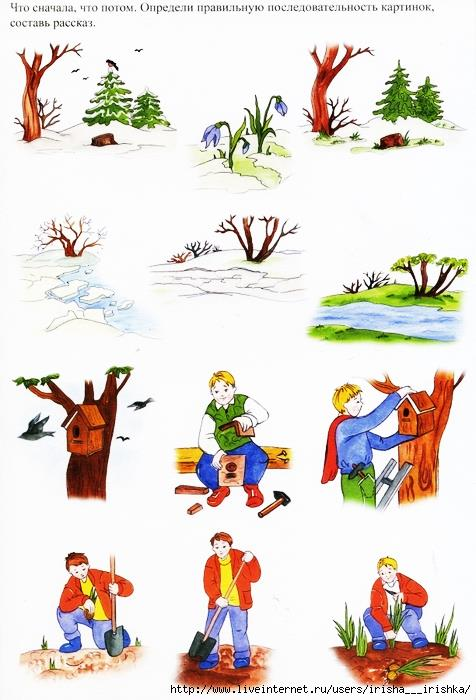 Что сначала, что потом. Определи правильную последовательность картинок,
составь рассказ.
http://www.liveinternet.ru/users/irisha___irishka/